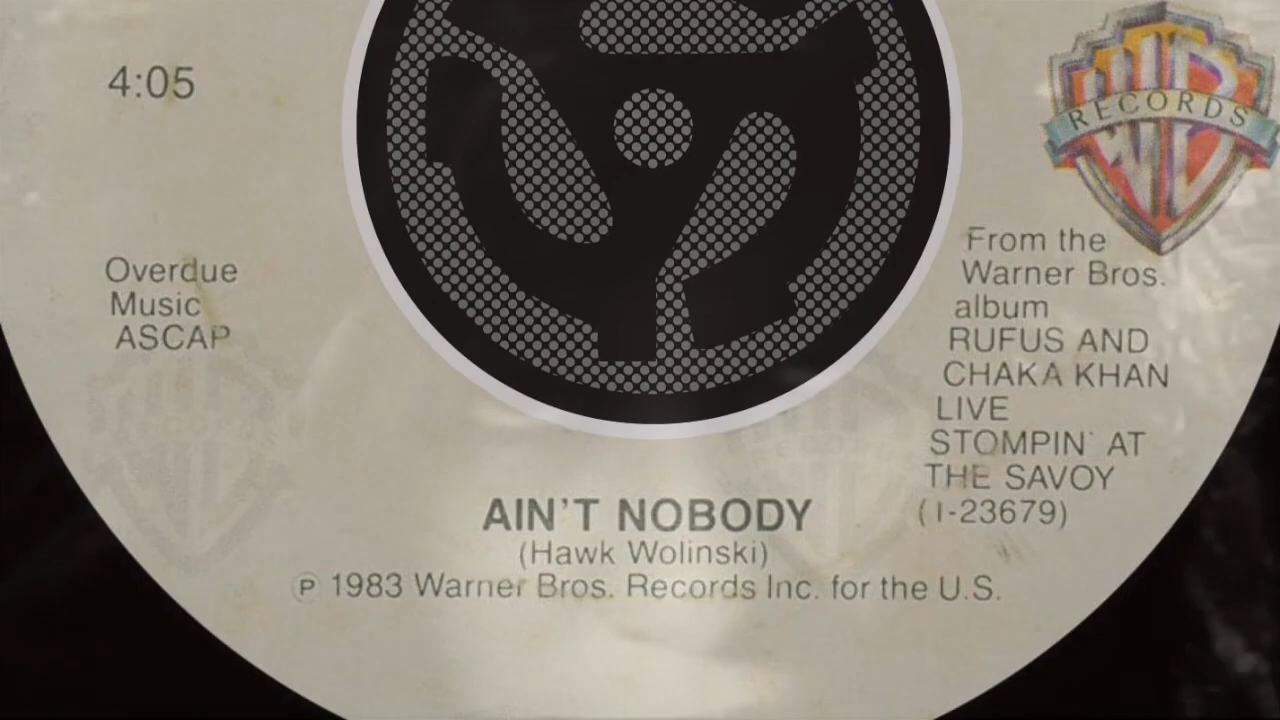 4:05
RECORDS
Overdue
Music
ASCAP
From the
Warner Bros.
album
RUFUS AND
CHAKA KHAN
LIVE
STOMPIN' AT
THE SAVOY
(1-23679)
AIN'T NOBODY
(Hawk Wolinski)
Ⓟ 1983 Warner Bros. Records Inc. for the U.S.